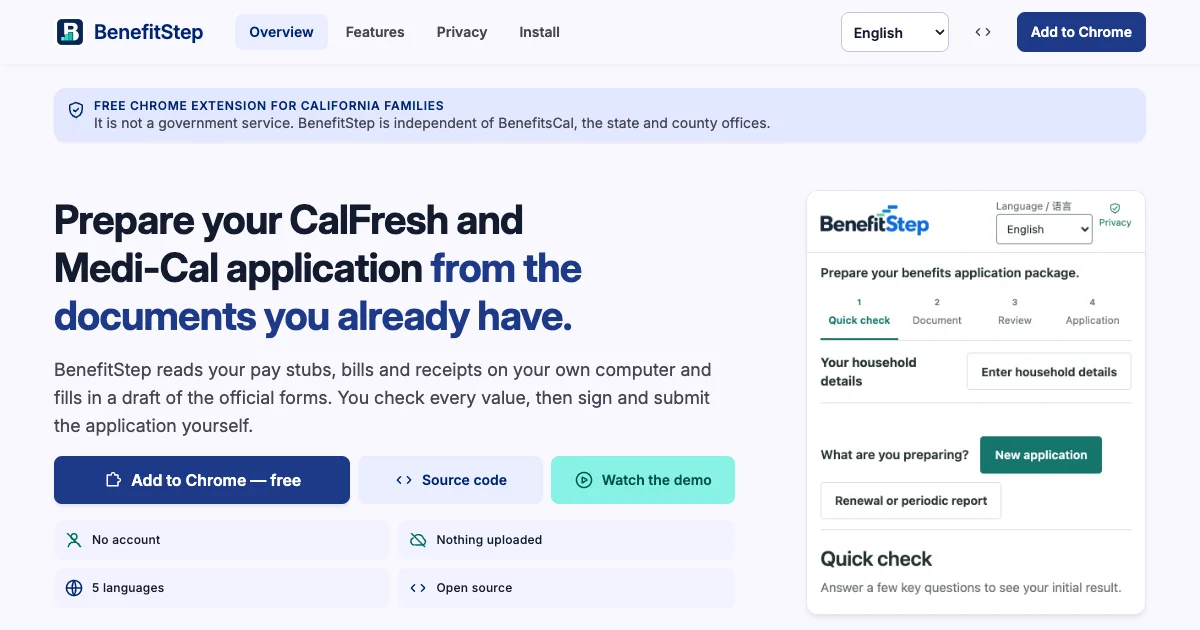 BenefitStep
Overview
Features
Privacy
Install
English
Add to Chrome
FREE CHROME EXTENSION FOR CALIFORNIA FAMILIES
It is not a government service. BenefitStep is independent of BenefitsCal, the state and county offices.
Prepare your CalFresh and
Medi-Cal application from the
documents you already have.
BenefitStep reads your pay stubs, bills and receipts on your own computer and
fills in a draft of the official forms. You check every value, then sign and submit
the application yourself.
Add to Chrome — free
Source code
Watch the demo
No account
Nothing uploaded
5 languages
Open source
BenefitStep
Language / 语言
English
Privacy
Prepare your benefits application package.
1
Quick check
2
Document
3
Review
4
Application
Your household
details
Enter household details
What are you preparing?
New application
Renewal or periodic report
Quick check
Answer a few key questions to see your initial result.